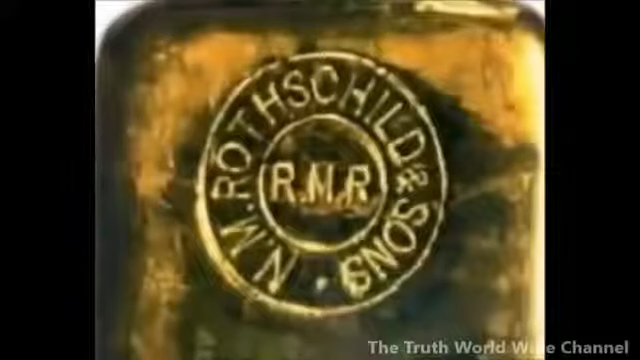 N.M. ROTHSCHILD & SONS.
R.M.R
The Truth World Wide Channel